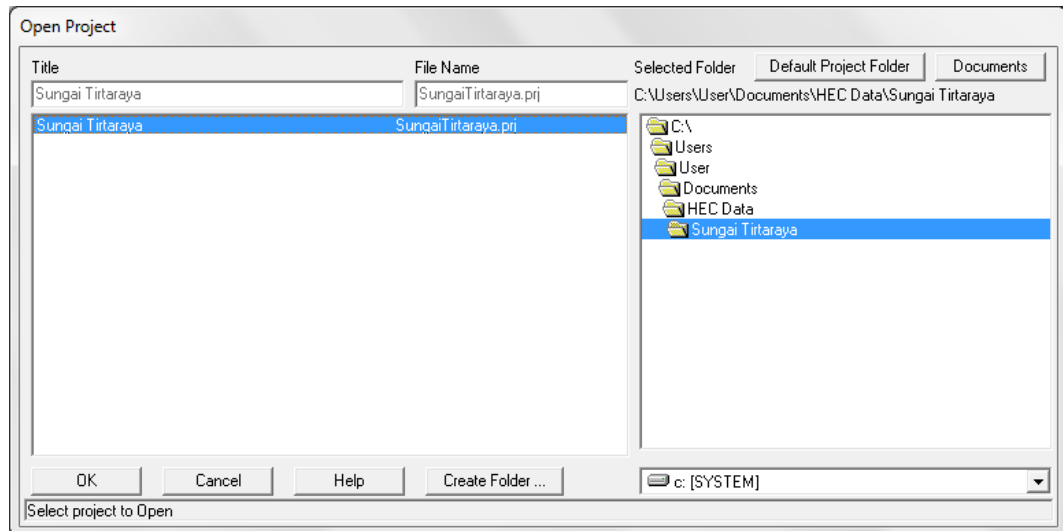 Open Project
Title File Name Selected Folder Default Project Folder Documents
Sungai Tirtaraya SungaiTirtaraya.prj C:\Users\User\Documents\HEC Data\Sungai Tirtaraya
Sungai Tirtaraya SungaiTirtaraya.prj
C:\
Users
User
Documents
HEC Data
Sungai Tirtaraya
OK Cancel Help Create Folder ... c: [SYSTEM]
Select project to Open